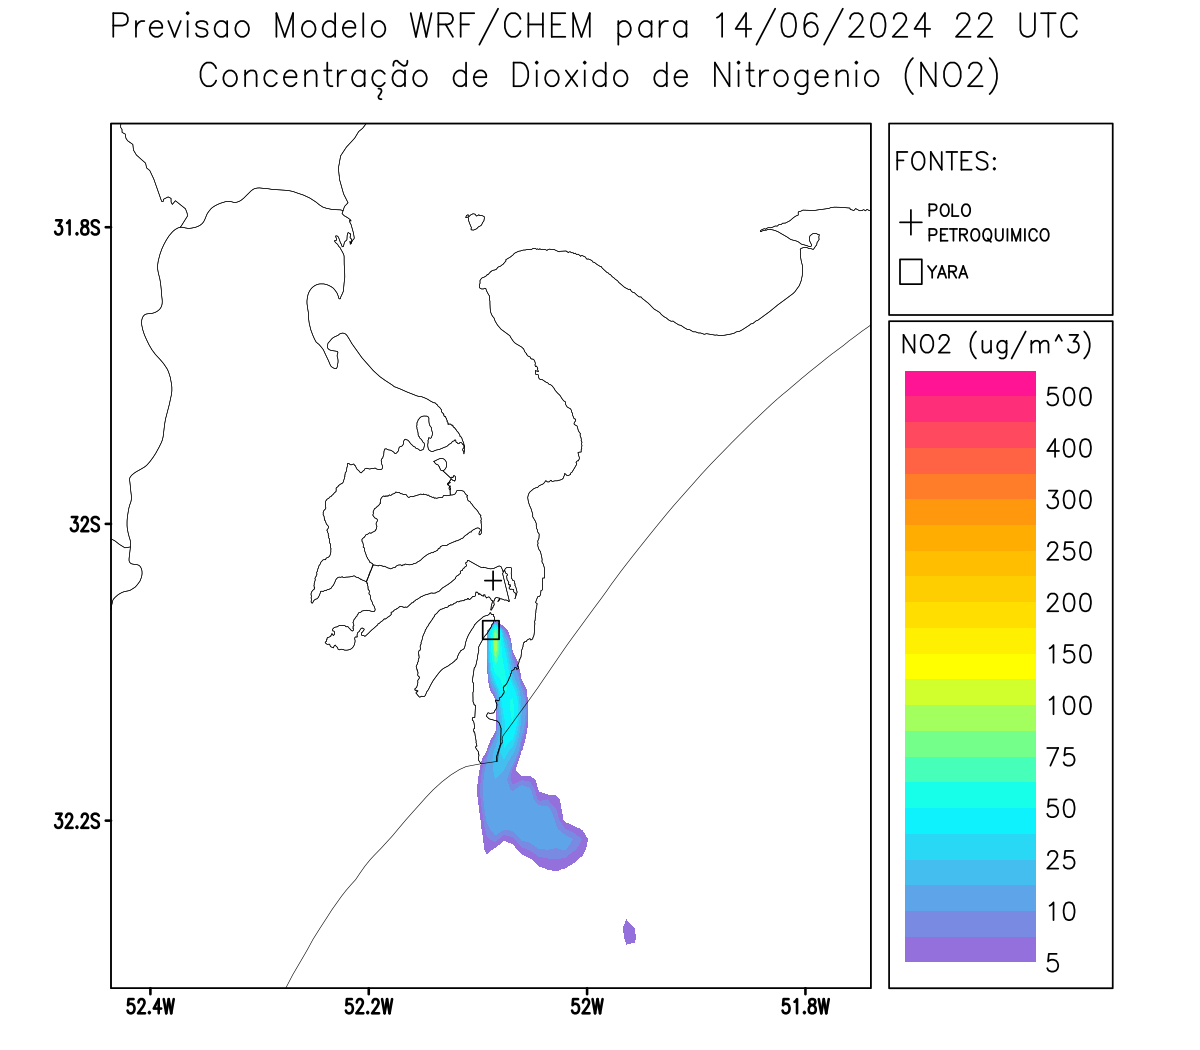 Previsao Modelo WRF/CHEM para 14/06/2024 22 UTC
Concentração de Dioxido de Nitrogenio (NO2)
FONTES:
POLO
PETROQUIMICO
YARA
31.8S
32S
32.2S
52.4W
52.2W
52W
51.8W
NO2 (ug/m^3)
500
400
300
250
200
150
100
75
50
25
10
5